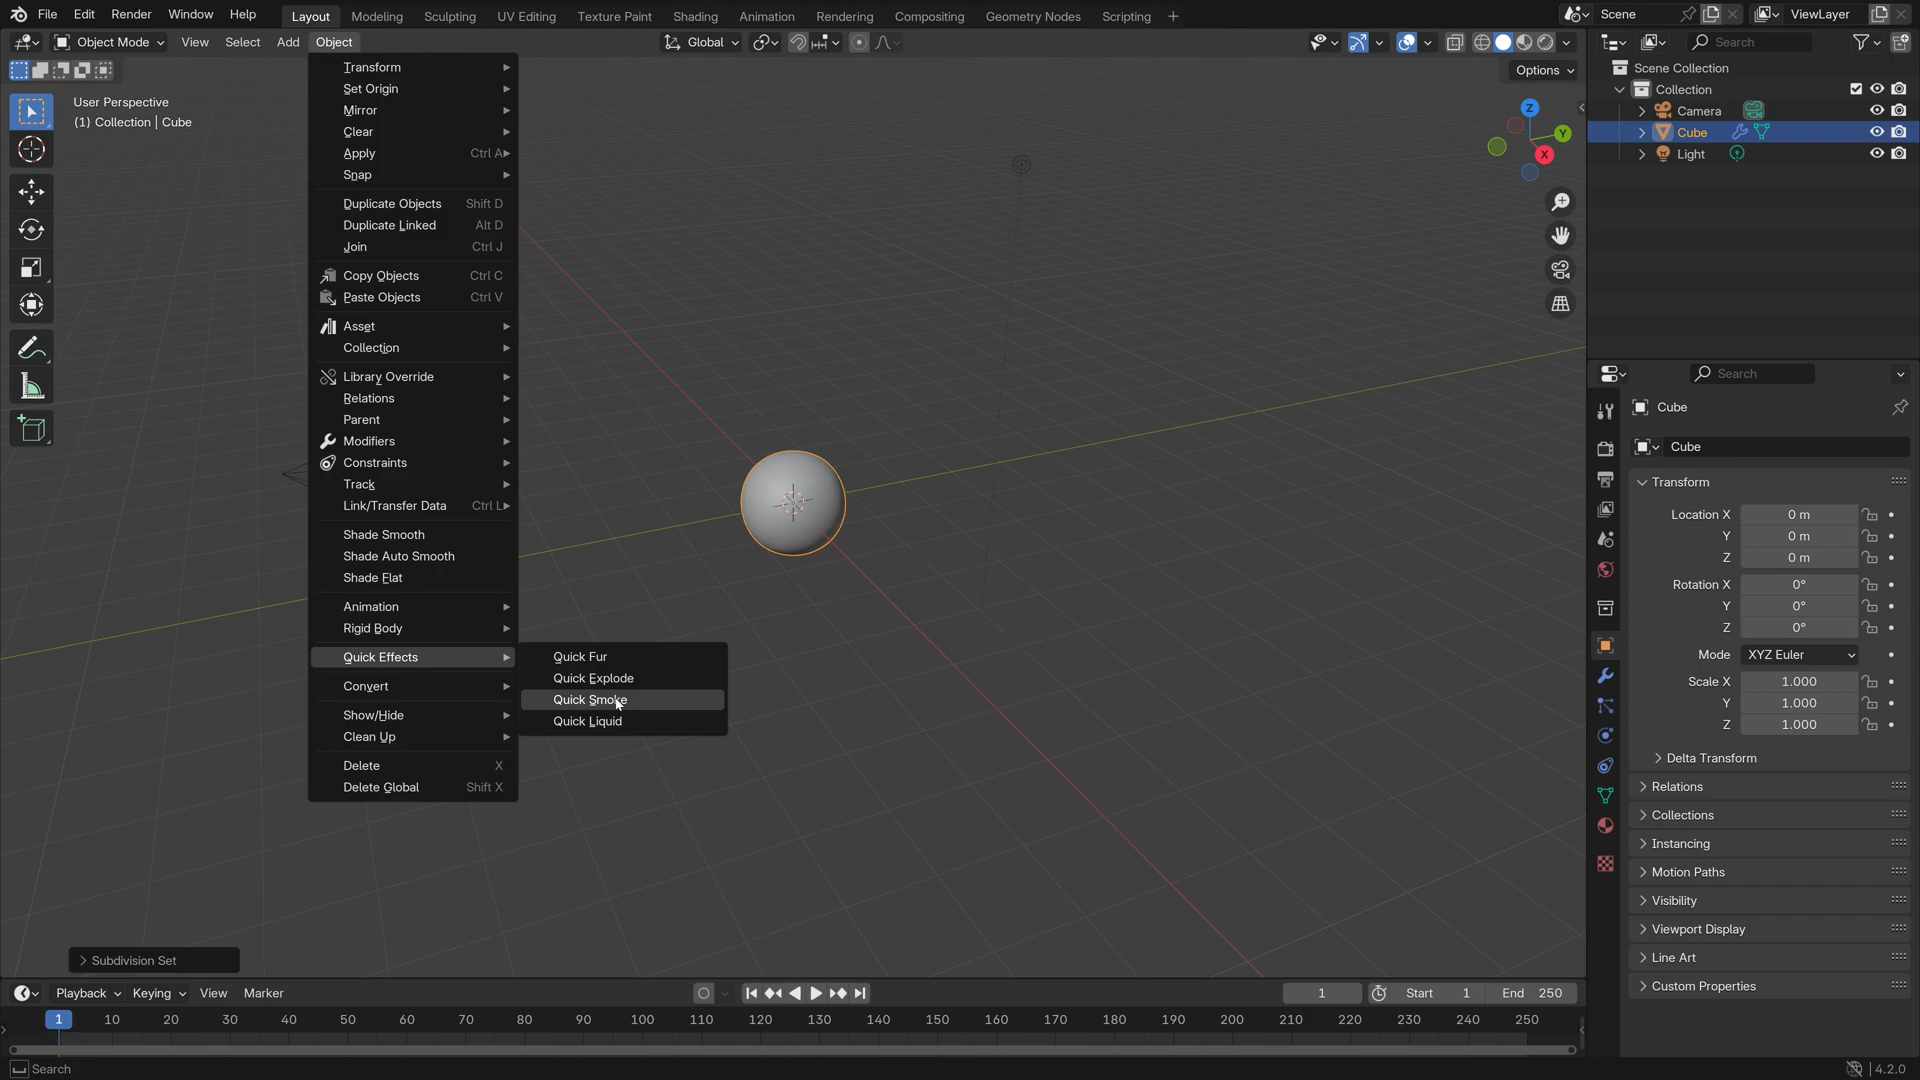 File Edit Render Window Help Layout Modeling Sculpting UV Editing Texture Paint Shading Animation Rendering Compositing Geometry Nodes Scripting + Scene ViewLayer
Object Mode View Select Add Object Global Search
Options
User Perspective
(1) Collection | Cube
Transform
Set Origin
Mirror
Clear
Apply Ctrl A
Snap
Duplicate Objects Shift D
Duplicate Linked Alt D
Join Ctrl J
Copy Objects Ctrl C
Paste Objects Ctrl V
Asset
Collection
Library Override
Relations
Parent
Modifiers
Constraints
Track
Link/Transfer Data Ctrl L
Shade Smooth
Shade Auto Smooth
Shade Flat
Animation
Rigid Body
Quick Effects
Convert
Show/Hide
Clean Up
Delete X
Delete Global Shift X
Quick Fur
Quick Explode
Quick Smoke
Quick Liquid
Z
Y
X
Scene Collection
Collection
Camera
Cube
Light
Search
Cube
Cube
Transform
Location X 0 m
Y 0 m
Z 0 m
Rotation X 0°
Y 0°
Z 0°
Mode XYZ Euler
Scale X 1.000
Y 1.000
Z 1.000
Delta Transform
Relations
Collections
Instancing
Motion Paths
Visibility
Viewport Display
Line Art
Custom Properties
Subdivision Set
Playback Keying View Marker 1 Start 1 End 250
1 10 20 30 40 50 60 70 80 90 100 110 120 130 140 150 160 170 180 190 200 210 220 230 240 250
Search 4.2.0